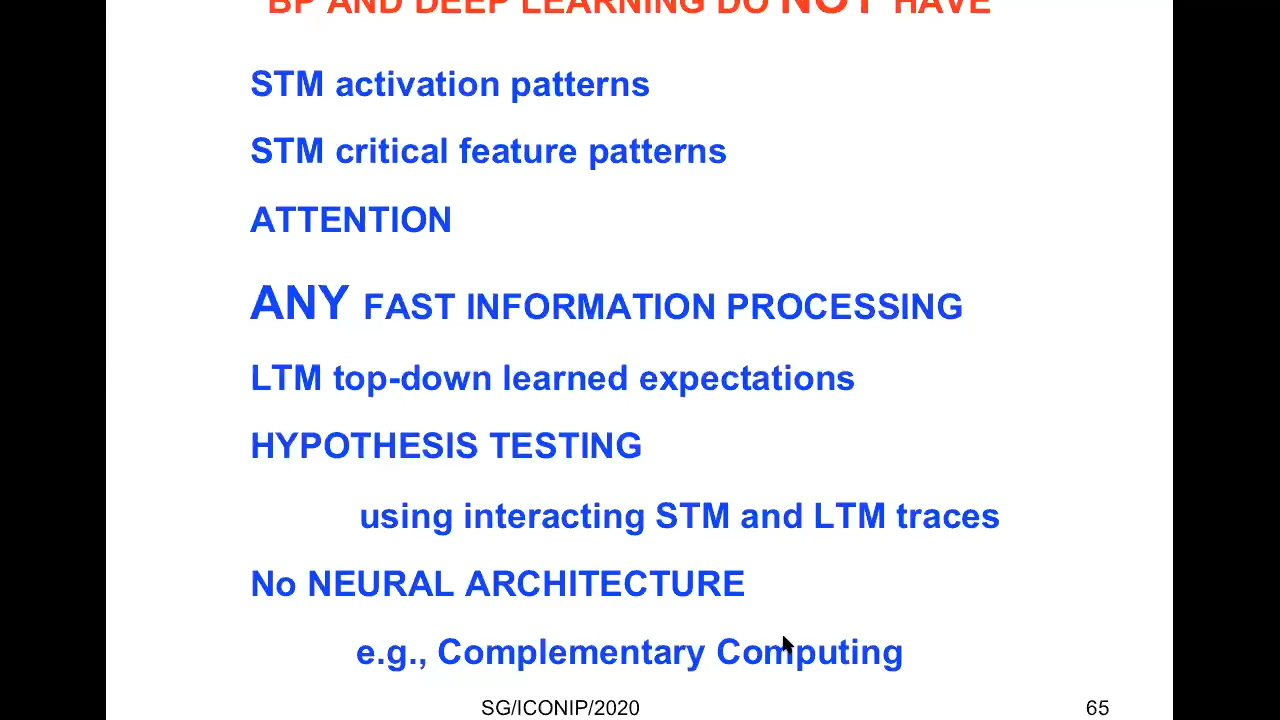 BP AND DEEP LEARNING DO NOT HAVE
STM activation patterns
STM critical feature patterns
ATTENTION
ANY FAST INFORMATION PROCESSING
LTM top-down learned expectations
HYPOTHESIS TESTING
using interacting STM and LTM traces
No NEURAL ARCHITECTURE
e.g., Complementary Computing
SG/ICONIP/2020
65